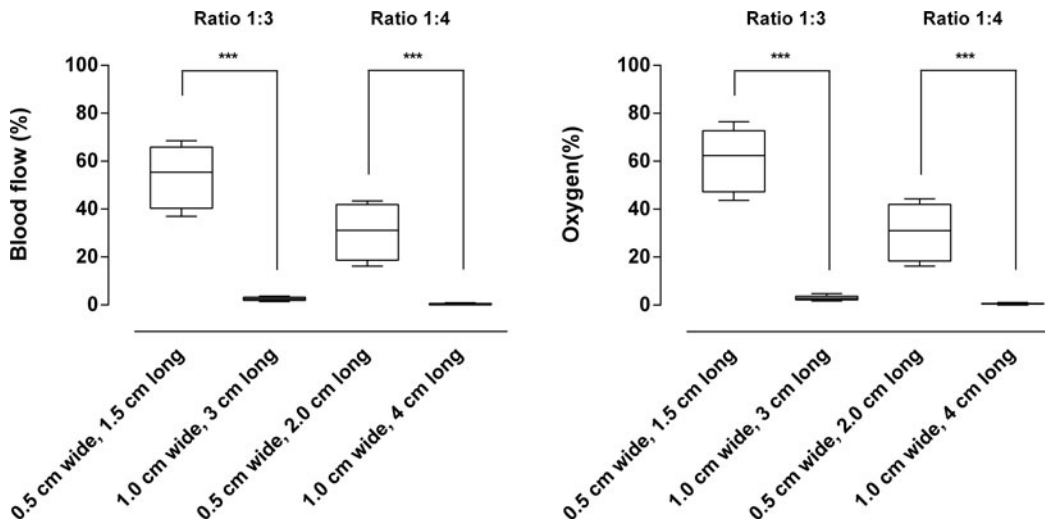 Ratio 1:3 Ratio 1:4
*** ***
Blood flow (%)
100
80
60
40
20
0
0.5 cm wide, 1.5 cm long
1.0 cm wide, 3 cm long
0.5 cm wide, 2.0 cm long
1.0 cm wide, 4 cm long
Ratio 1:3 Ratio 1:4
*** ***
Oxygen(%)
100
80
60
40
20
0
0.5 cm wide, 1.5 cm long
1.0 cm wide, 3 cm long
0.5 cm wide, 2.0 cm long
1.0 cm wide, 4 cm long